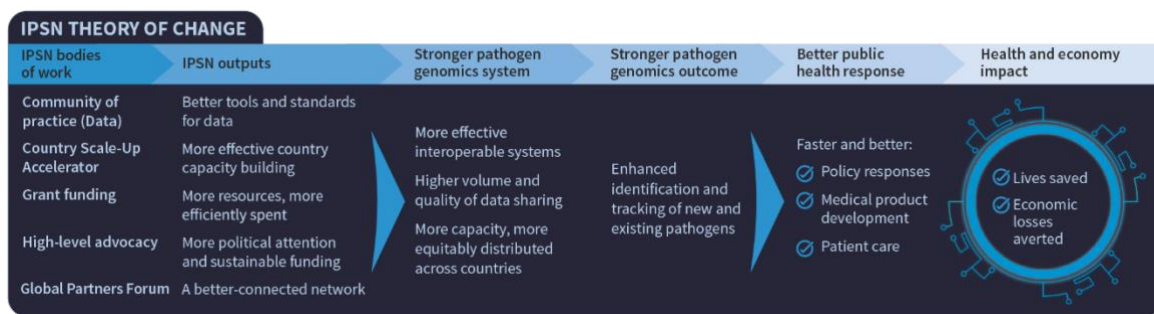 IPSN THEORY OF CHANGE
IPSN bodies
of work
IPSN outputs
Stronger pathogen
genomics system
Stronger pathogen
genomics outcome
Better public
health response
Health and economy
impact
Community of
practice (Data)
Better tools and standards
for data
Country Scale-Up
Accelerator
More effective country
capacity building
Grant funding
More resources, more
efficiently spent
High-level advocacy
More political attention
and sustainable funding
Global Partners Forum
A better-connected network
More effective
interoperable systems
Higher volume and
quality of data sharing
More capacity, more
equitably distributed
across countries
Enhanced
identification and
tracking of new and
existing pathogens
Faster and better:
Policy responses
Medical product
development
Patient care
Lives saved
Economic
losses
averted